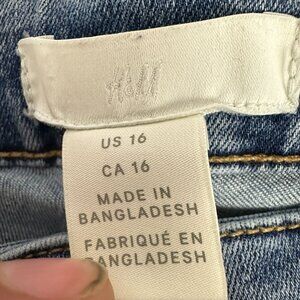 H&M
US 16
CA 16
MADE IN
BANGLADESH
FABRIQUÉ EN
BANGLADESH